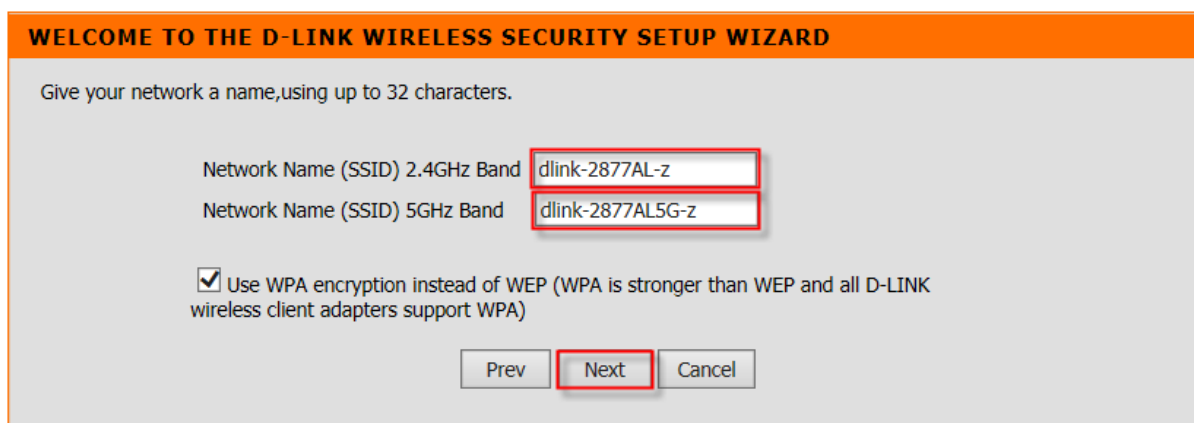 WELCOME TO THE D-LINK WIRELESS SECURITY SETUP WIZARD
Give your network a name,using up to 32 characters.
Network Name (SSID) 2.4GHz Band dlink-2877AL-z
Network Name (SSID) 5GHz Band dlink-2877AL5G-z
Use WPA encryption instead of WEP (WPA is stronger than WEP and all D-LINK
wireless client adapters support WPA)
Prev Next Cancel